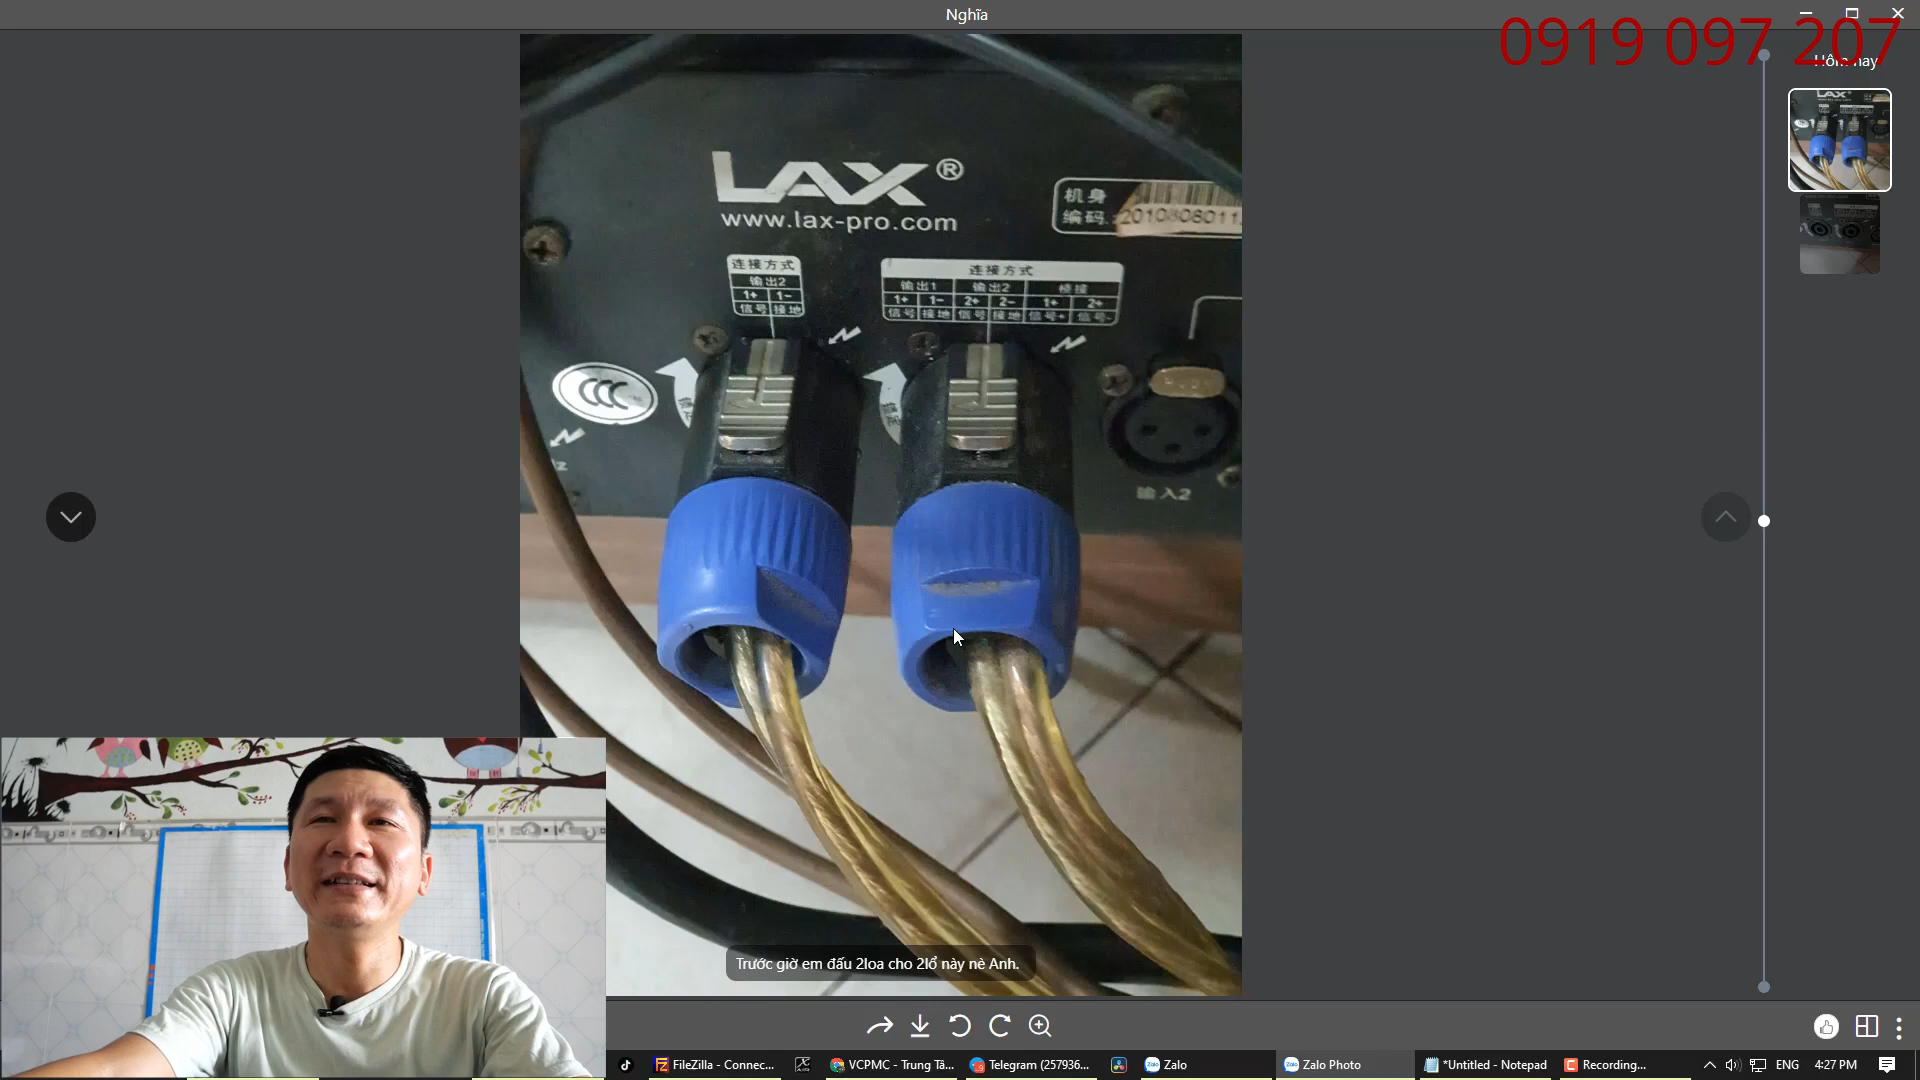 Nghĩa
0919 097 207
Hôm nay
LAX®
www.lax-pro.com
机身
编码
连接方式
输出2
1+ 1-
信号 接地
连接方式
输出1 输出2 桥接
1+ 1- 2+ 2- 1+ 2+
信号 接地 信号 接地 信号+ 信号-
输入2
Trước giờ em đấu 2loa cho 2lổ này nè Anh.
FileZilla - Connec...
VCPMC - Trung Tâ...
Telegram (257936...
Zalo
Zalo Photo
*Untitled - Notepad
Recording...
ENG
4:27 PM